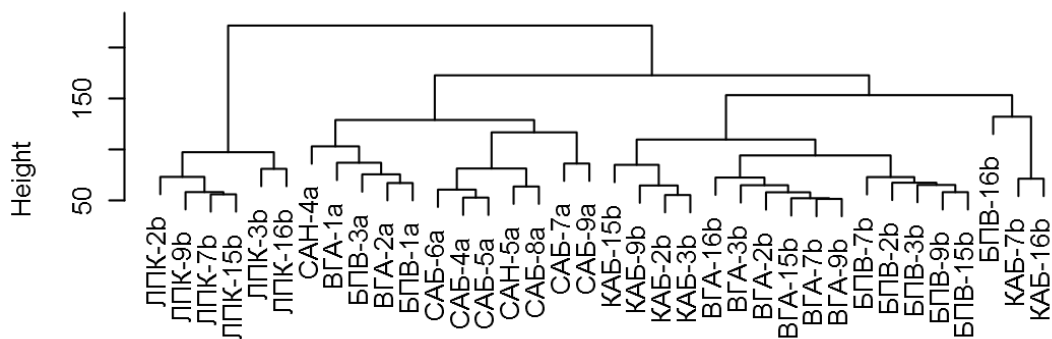 Height
50
150
ЛПК-2b
ЛПК-9b
ЛПК-7b
ЛПК-15b
ЛПК-3b
ЛПК-16b
САН-4a
ВГА-1a
БПВ-3a
ВГА-2a
БПВ-1a
САБ-6a
САБ-4a
САБ-5a
САН-5a
САБ-8a
САБ-7a
САБ-9a
КАБ-15b
КАБ-9b
КАБ-2b
КАБ-3b
ВГА-16b
ВГА-3b
ВГА-2b
ВГА-15b
ВГА-7b
ВГА-9b
БПВ-7b
БПВ-2b
БПВ-3b
БПВ-9b
БПВ-15b
БПВ-16b
КАБ-7b
КАБ-16b